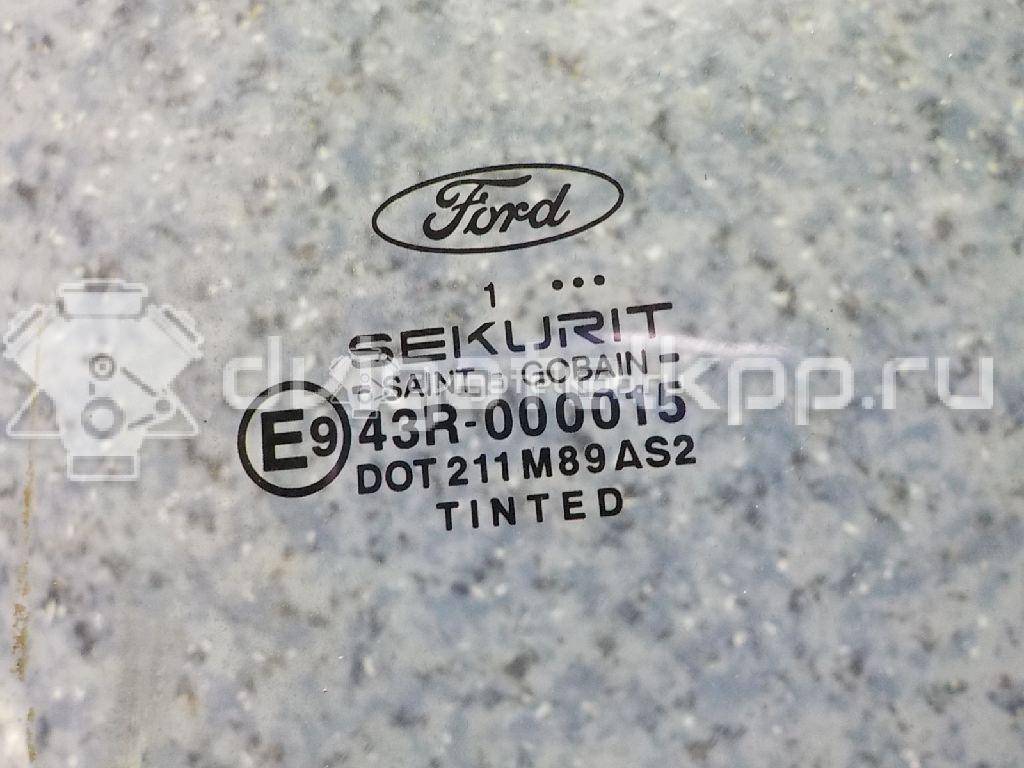 Ford
1 •••
SEKURIT
-SAINT - GOBAIN-
E9 43R-000015
DOT 211 M89 AS2
TINTED